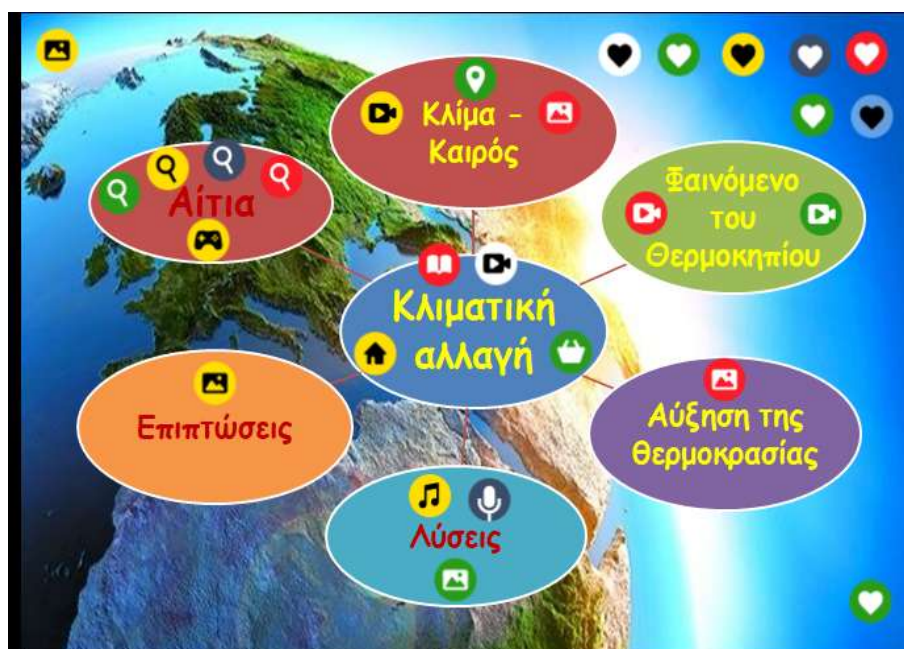 Κλίμα -
Καιρός
Αίτια
Φαινόμενο
του
Θερμοκηπίου
Κλιματική
αλλαγή
Επιπτώσεις
Αύξηση της
θερμοκρασίας
Λύσεις